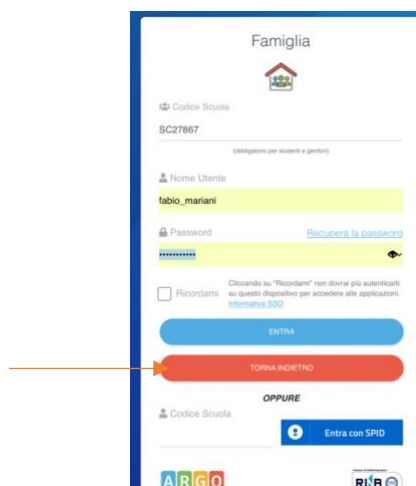 Famiglia
Codice Scuola
SC27867
(obbligatorio per studenti e genitori)
Nome Utente
fabio_mariani
Password Recupera la password
Ricordami
Cliccando su "Ricordami" non dovrai più autenticarti
su questo dispositivo per accedere alle applicazioni.
Informativa SSO
ENTRA
TORNA INDIETRO
OPPURE
Codice Scuola
Entra con SPID
ARGO